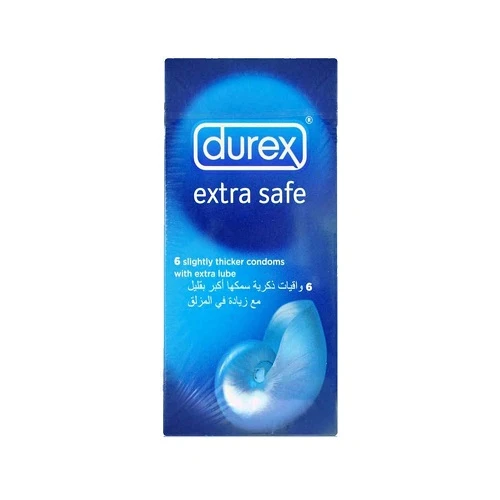 durex®
extra safe
6 slightly thicker condoms
with extra lube
6 واقيات ذكرية سمكها أكبر بقليل
مع زيادة في المزلق